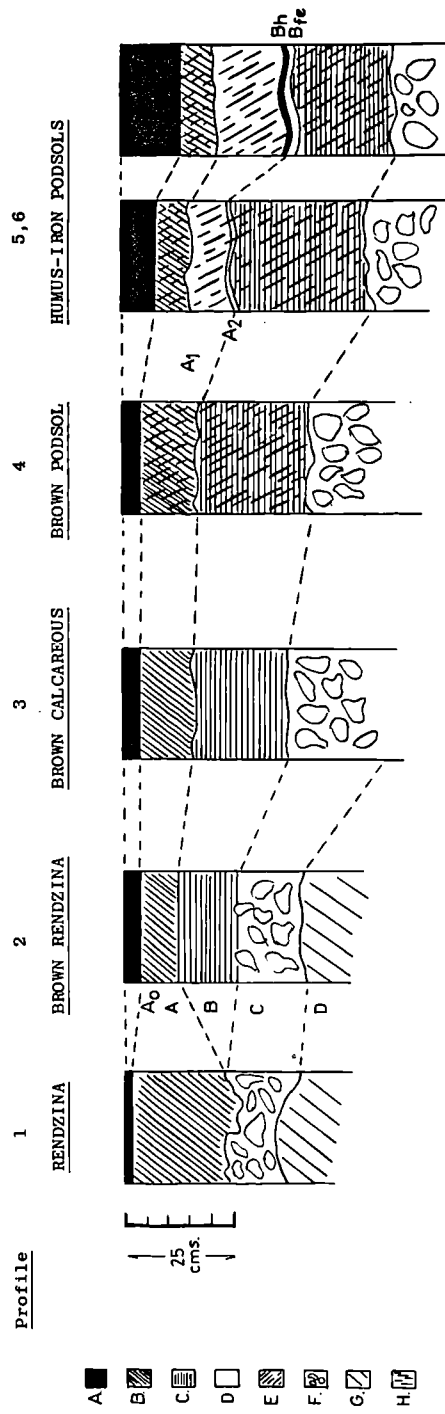 Profile
1
RENDZINA
2
BROWN RENDZINA
3
BROWN CALCAREOUS
4
BROWN PODSOL
5,6
HUMUS-IRON PODSOLS
25
cms.
A₀
A
B
C
D
A₁
A₂
Bh
Bfe
A.
B.
C.
D
E.
F.
G.
H.